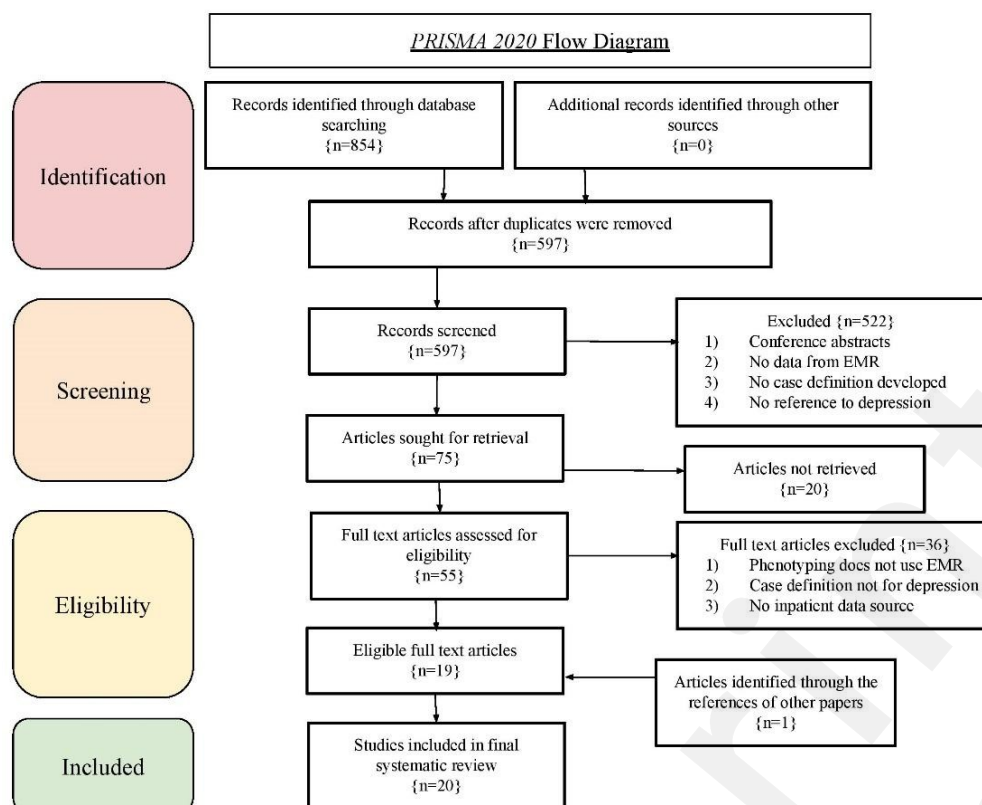 PRISMA 2020 Flow Diagram
Identification
Records identified through database
searching
{n=854}
Additional records identified through other
sources
{n=0}
Records after duplicates were removed
{n=597}
Screening
Records screened
{n=597}
Excluded {n=522}
1) Conference abstracts
2) No data from EMR
3) No case definition developed
4) No reference to depression
Articles sought for retrieval
{n=75}
Articles not retrieved
{n=20}
Eligibility
Full text articles assessed for
eligibility
{n=55}
Full text articles excluded {n=36}
1) Phenotyping does not use EMR
2) Case definition not for depression
3) No inpatient data source
Eligible full text articles
{n=19}
Articles identified through the
references of other papers
{n=1}
Included
Studies included in final
systematic review
{n=20}